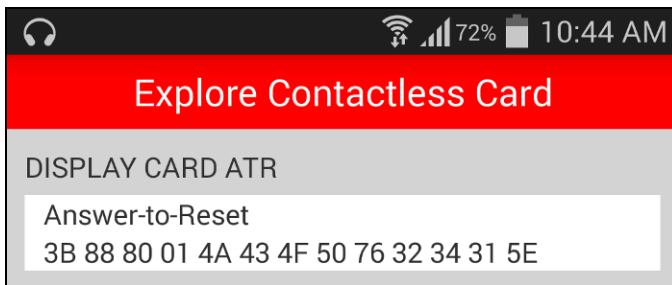 72% 10:44 AM
Explore Contactless Card
DISPLAY CARD ATR
Answer-to-Reset
3B 88 80 01 4A 43 4F 50 76 32 34 31 5E